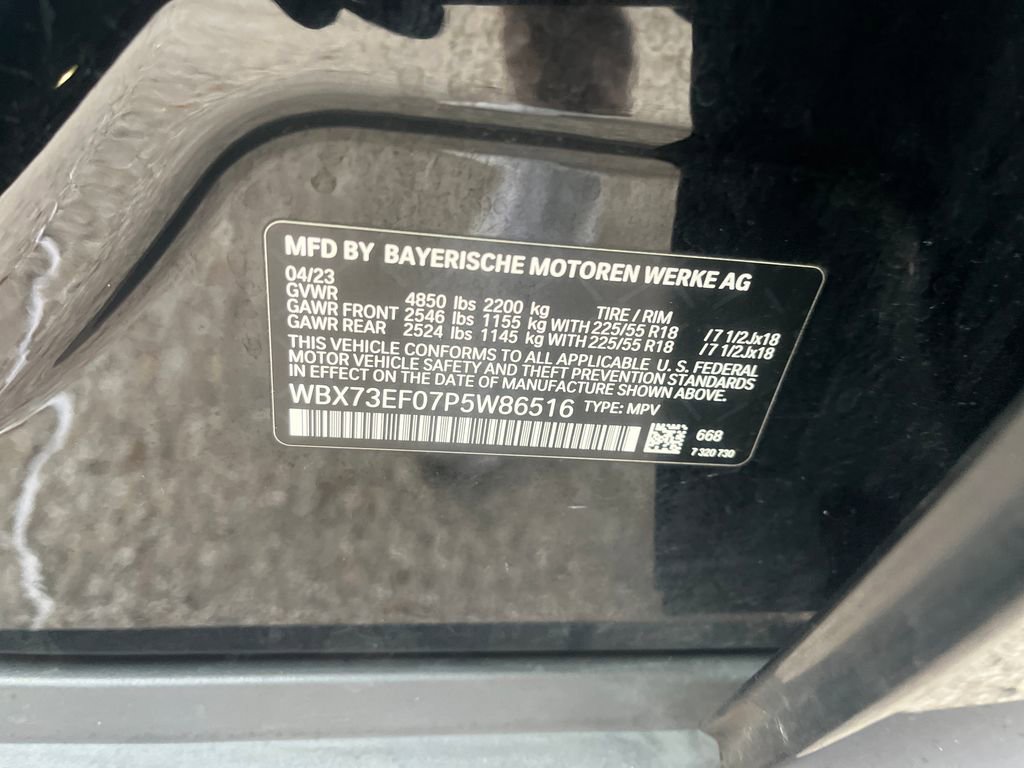 MFD BY BAYERISCHE MOTOREN WERKE AG
04/23
GVWR 4850 lbs 2200 kg TIRE / RIM
GAWR FRONT 2546 lbs 1155 kg WITH 225/55 R18 /7 1/2Jx18
GAWR REAR 2524 lbs 1145 kg WITH 225/55 R18 /7 1/2Jx18
THIS VEHICLE CONFORMS TO ALL APPLICABLE U. S. FEDERAL
MOTOR VEHICLE SAFETY AND THEFT PREVENTION STANDARDS
IN EFFECT ON THE DATE OF MANUFACTURE SHOWN ABOVE.
WBX73EF07P5W86516 TYPE: MPV
668
7 320 730